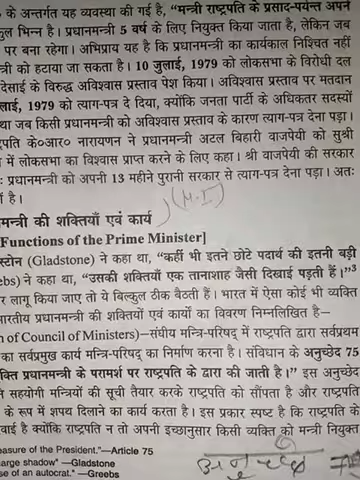 के अन्तर्गत यह व्यवस्था की गई है, "मन्त्री राष्ट्रपति के प्रसाद-पर्यन्त अपने
कुल भिन्न है। प्रधानमन्त्री 5 वर्ष के लिए नियुक्त किया जाता है, लेकिन जब
पर बना रहेगा। अभिप्राय यह है कि प्रधानमन्त्री का कार्यकाल निश्चित नहीं
त्री को हटाया जा सकता है। 10 जुलाई, 1979 को लोकसभा के विरोधी दल
देसाई के विरुद्ध अविश्वास प्रस्ताव पेश किया। अविश्वास प्रस्ताव पर मतदान
लाई, 1979 को त्याग-पत्र दे दिया, क्योंकि जनता पार्टी के अधिकतर सदस्यों
था जब किसी प्रधानमन्त्री को अविश्वास प्रस्ताव के कारण त्याग-पत्र देना पड़ा।
पति के०आर० नारायणन ने प्रधानमन्त्री अटल बिहारी वाजपेयी को सुश्री
में लोकसभा का विश्वास प्राप्त करने के लिए कहा। श्री वाजपेयी की सरकार
: प्रधानमन्त्री को अपनी 13 महीने पुरानी सरकार से त्याग-पत्र देना पड़ा। अतः
है।
नमन्त्री की शक्तियाँ एवं कार्य
Functions of the Prime Minister]
स्टोन (Gladstone) ने कहा था, "कहीं भी इतने छोटे पदार्थ की इतनी बड़ी
ebs) ने कहा था, "उसकी शक्तियाँ एक तानाशाह जैसी दिखाई पड़ती हैं।"3
र लागू किया जाए तो ये बिल्कुल ठीक बैठती हैं। भारत में ऐसा कोई भी व्यक्ति
भारतीय प्रधानमन्त्री की शक्तियों एवं कार्यों का विवरण निम्नलिखित है—
n of Council of Ministers)—संघीय मन्त्रि-परिषद् में राष्ट्रपति द्वारा सर्वप्रथम
का सर्वप्रमुख कार्य मन्त्रि-परिषद् का निर्माण करना है। संविधान के अनुच्छेद 75
क्ति प्रधानमन्त्री के परामर्श पर राष्ट्रपति के द्वारा की जाती है।" इस अनुच्छेद
ने सहयोगी मन्त्रियों की सूची तैयार करके राष्ट्रपति को सौंपता है और राष्ट्रपति
के रूप में शपथ दिलाने का कार्य करता है। इस प्रकार स्पष्ट है कि राष्ट्रपति के
वाई है क्योंकि राष्ट्रपति न तो अपनी इच्छानुसार किसी व्यक्ति को मन्त्री नियुक्त
easure of the President."—Article 75
arge shadow" —Gladstone
se of an autocrat." —Greebs